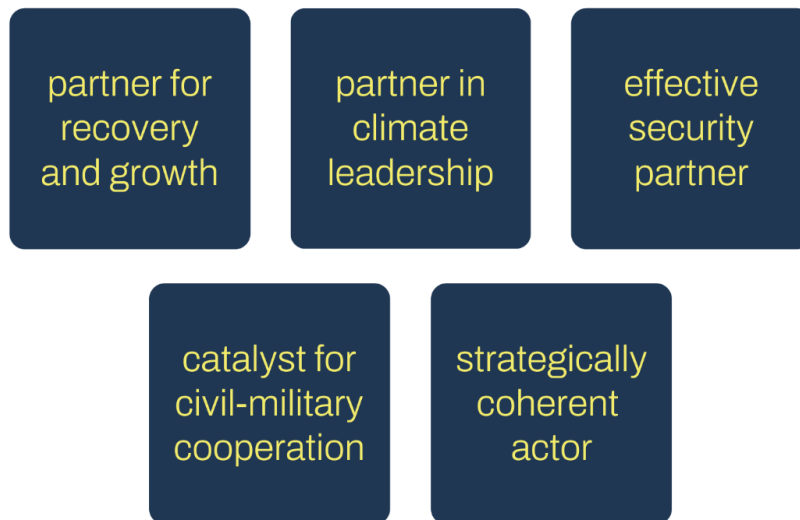 partner for
recovery
and growth
partner in
climate
leadership
effective
security
partner
catalyst for
civil-military
cooperation
strategically
coherent
actor